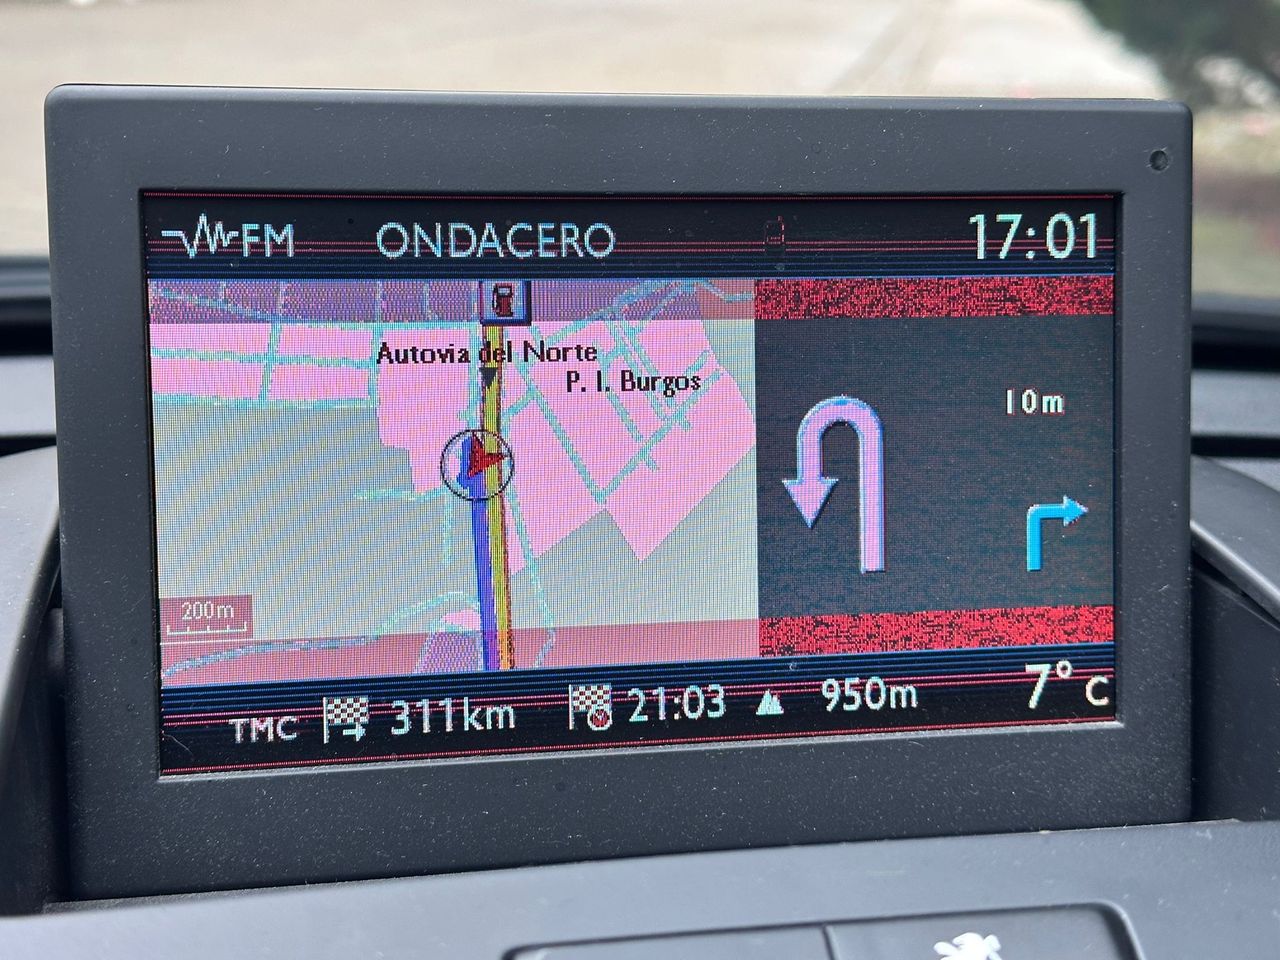 FM ONDACERO 17:01
Autovia del Norte
P. I. Burgos
10m
200m
TMC 311km 21:03 950m 7° C